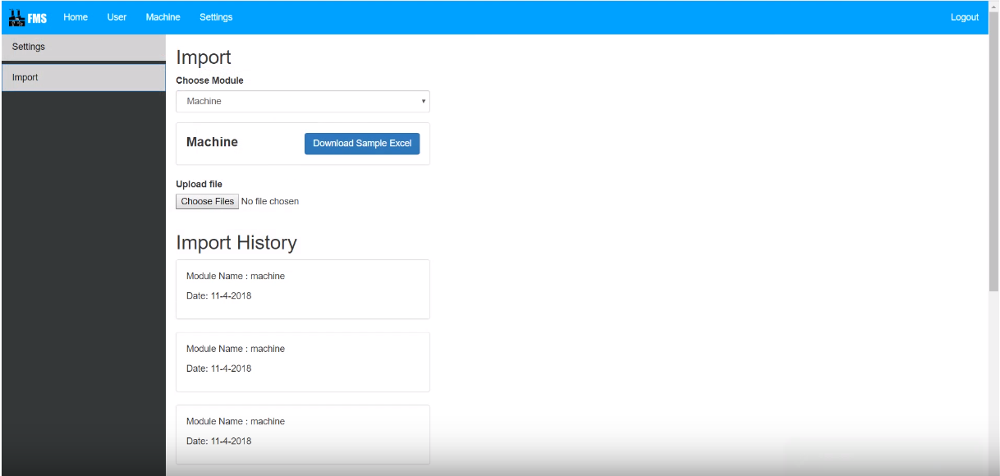 FMS Home User Machine Settings Logout
Settings
Import
Import
Choose Module
Machine
Machine Download Sample Excel
Upload file
Choose Files No file chosen
Import History
Module Name : machine
Date: 11-4-2018
Module Name : machine
Date: 11-4-2018
Module Name : machine
Date: 11-4-2018